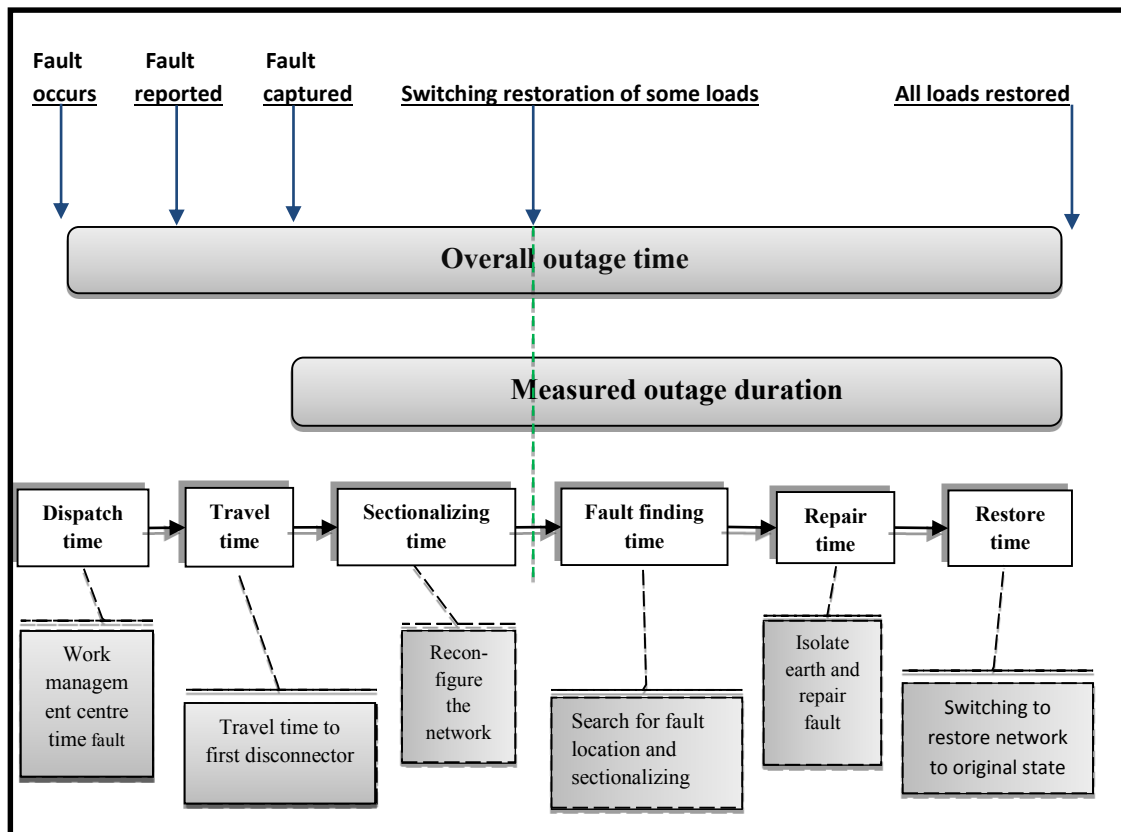 Fault
occurs
Fault
reported
Fault
captured
Switching restoration of some loads
All loads restored
Overall outage time
Measured outage duration
Dispatch
time
Travel
time
Sectionalizing
time
Fault finding
time
Repair
time
Restore
time
Work
managem
ent centre
time fault
Travel time to
first disconnector
Recon-
figure
the
network
Search for fault
location and
sectionalizing
Isolate
earth and
repair
fault
Switching to
restore network
to original state